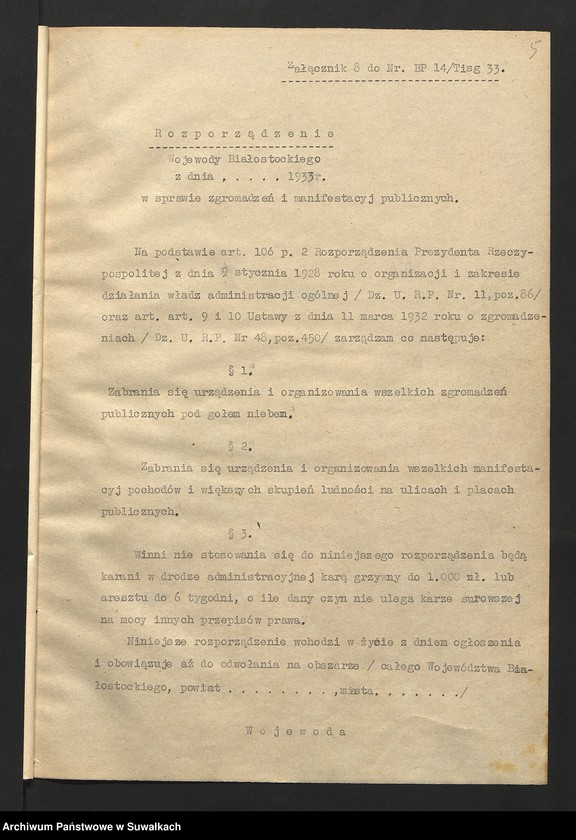 5
Załącznik 8 do Nr. BP 14/Tisg 33.
R o z p o r z ą d z e n i e
Wojewody Białostockiego
z dnia . . . . . 1933r.
w sprawie zgromadzeń i manifestacyj publicznych.
Na podstawie art. 106 p. 2 Rozporządzenia Prezydenta Rzeczy-
pospolitej z dnia 9 stycznia 1928 roku o organizacji i zakresie
działania władz administracji ogólnej / Dz. U. R.P. Nr. 11,poz.86/
oraz art. art. 9 i 10 Ustawy z dnia 11 marca 1932 roku o zgromadze-
niach / Dz. U. R.P. Nr 48,poz.450/ zarządzam co następuje:
§ 1.
Zabrania się urządzenia i organizowania wszelkich zgromadzeń
publicznych pod gołem niebem.
§ 2.
Zabrania się urządzenia i organizowania wszelkich manifesta-
cyj pochodów i większych skupień ludności na ulicach i placach
publicznych.
§ 3.
Winni nie stosowania się do niniejszego rozporządzenia będą
karani w drodze administracyjnej karą grzywny do 1.000 zł. lub
aresztu do 6 tygodni, o ile dany czyn nie ulega karze surowszej
na mocy innych przepisów prawa.
Niniejsze rozporządzenie wchodzi w życie z dniem ogłoszenia
i obowiązuje aż do odwołania na obszarze / całego Województwa Bia-
łostockiego, powiat . . . . . . . . ,miasta. . . . . . . /
W o j e w o d a
Archiwum Państwowe w Suwałkach